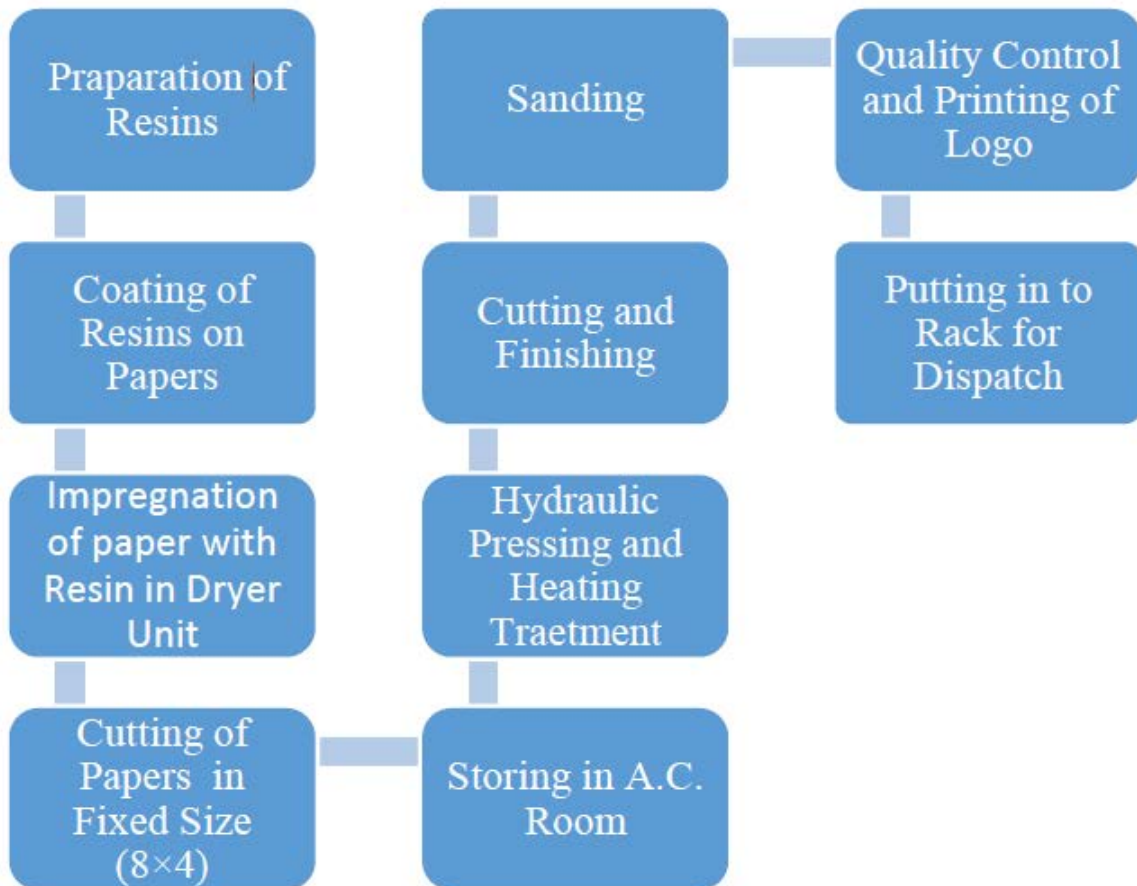 Praparation of
Resins
Coating of
Resins on
Papers
Impregnation
of paper with
Resin in Dryer
Unit
Cutting of
Papers in
Fixed Size
(8×4)
Storing in A.C.
Room
Hydraulic
Pressing and
Heating
Traetment
Cutting and
Finishing
Sanding
Quality Control
and Printing of
Logo
Putting in to
Rack for
Dispatch